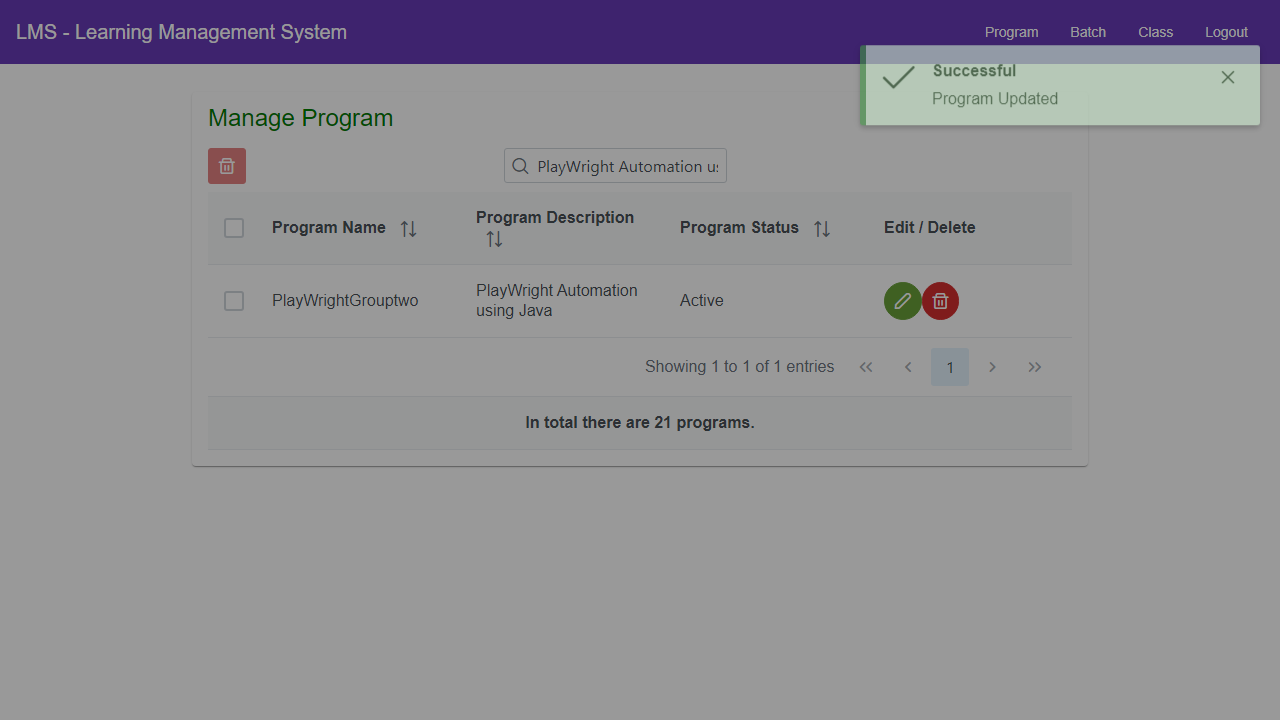 LMS - Learning Management System
Program Batch Class Logout
Successful
Program Updated
Manage Program
PlayWright Automation us
Program Name
Program Description
Program Status
Edit / Delete
PlayWrightGrouptwo
PlayWright Automation
using Java
Active
Showing 1 to 1 of 1 entries
1
In total there are 21 programs.